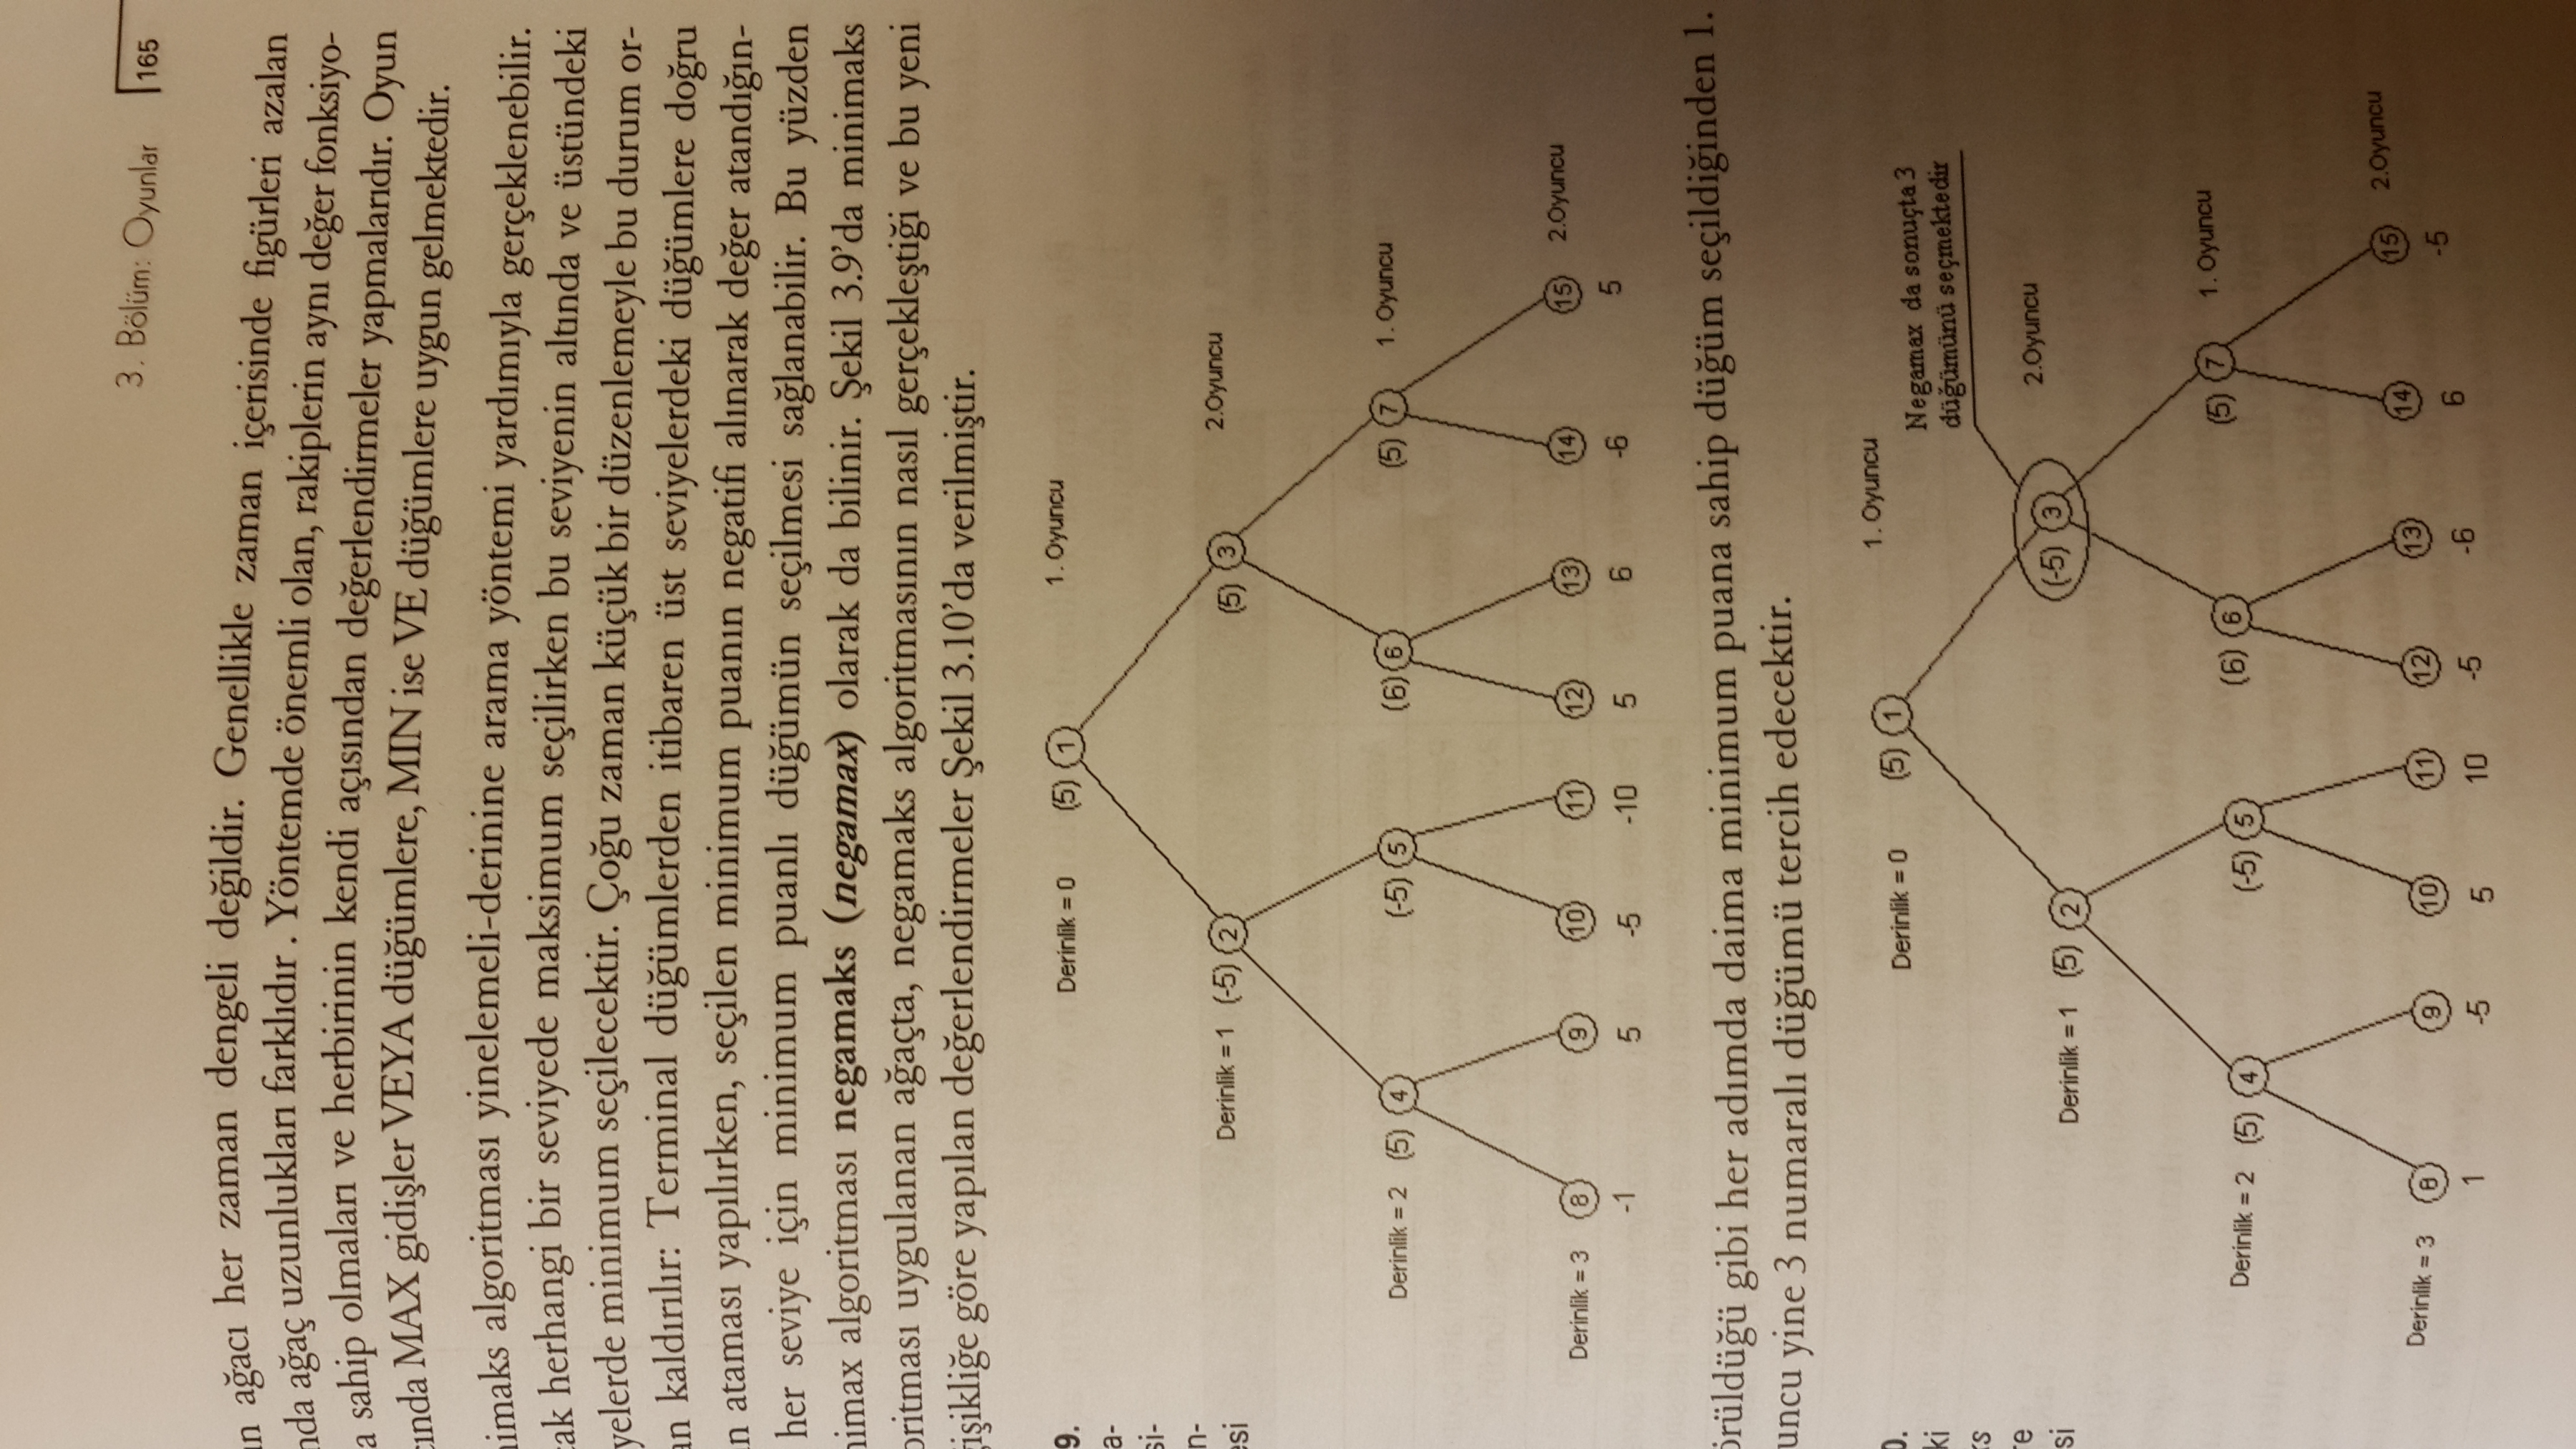 3. Bölüm: Oyunlar 165
ağacı her zaman dengeli değildir. Genellikle zaman içerisinde figürleri azalan
ağaç uzunlukları farklıdır . Yöntemde önemli olan, rakiplerin aynı değer fonksiyo-
sahip olmaları ve herbirinin kendi açısından değerlendirmeler yapmalarıdır. Oyun
MAX gidişler VEYA düğümlere, MIN ise VE düğümlere uygun gelmektedir.
algoritması yinelemeli-derinine arama yöntemi yardımıyla gerçeklenebilir.
herhangi bir seviyede maksimum seçilirken bu seviyenin altında ve üstündeki
minimum seçilecektir. Çoğu zaman küçük bir düzenlemeyle bu durum or-
kaldırılır: Terminal düğümlerden itibaren üst seviyelerdeki düğümlere doğru
ataması yapılırken, seçilen minimum puanın negatifi alınarak değer atandığın-
her seviye için minimum puanlı düğümün seçilmesi sağlanabilir. Bu yüzden
algoritması negamaks (negamax) olarak da bilinir. Şekil 3.9'da minimaks
uygulanan ağaçta, negamaks algoritmasının nasıl gerçekleştiği ve bu yeni
göre yapılan değerlendirmeler Şekil 3.10'da verilmiştir.
9.
a-
si-
n-
esi
Derinlik = 0 (5) 1 1. Oyuncu
Derinlik = 1 (-5) 2 (5) 3 2.Oyuncu
Derinlik = 2 (5) 4 (-5) 5 (6) 6 (5) 7 1. Oyuncu
Derinlik = 3 8 9 10 11 12 13 14 15 2.Oyuncu
-1 5 -5 -10 5 6 -6 5
gibi her adımda daima minimum puana sahip düğüm seçildiğinden 1.
yine 3 numaralı düğümü tercih edecektir.
0.
ki
ks
re
si
Derinlik = 0 (5) 1 1. Oyuncu
Negamax da sonuçta 3
düğümünü seçmektedir
Derinlik = 1 (5) 2 (-5) 3 2.Oyuncu
Derinlik = 2 (5) 4 (-5) 5 (6) 6 (5) 7 1. Oyuncu
Derinlik = 3 8 9 10 11 12 13 14 15 2.Oyuncu
1 -5 5 10 -5 -6 6 -5